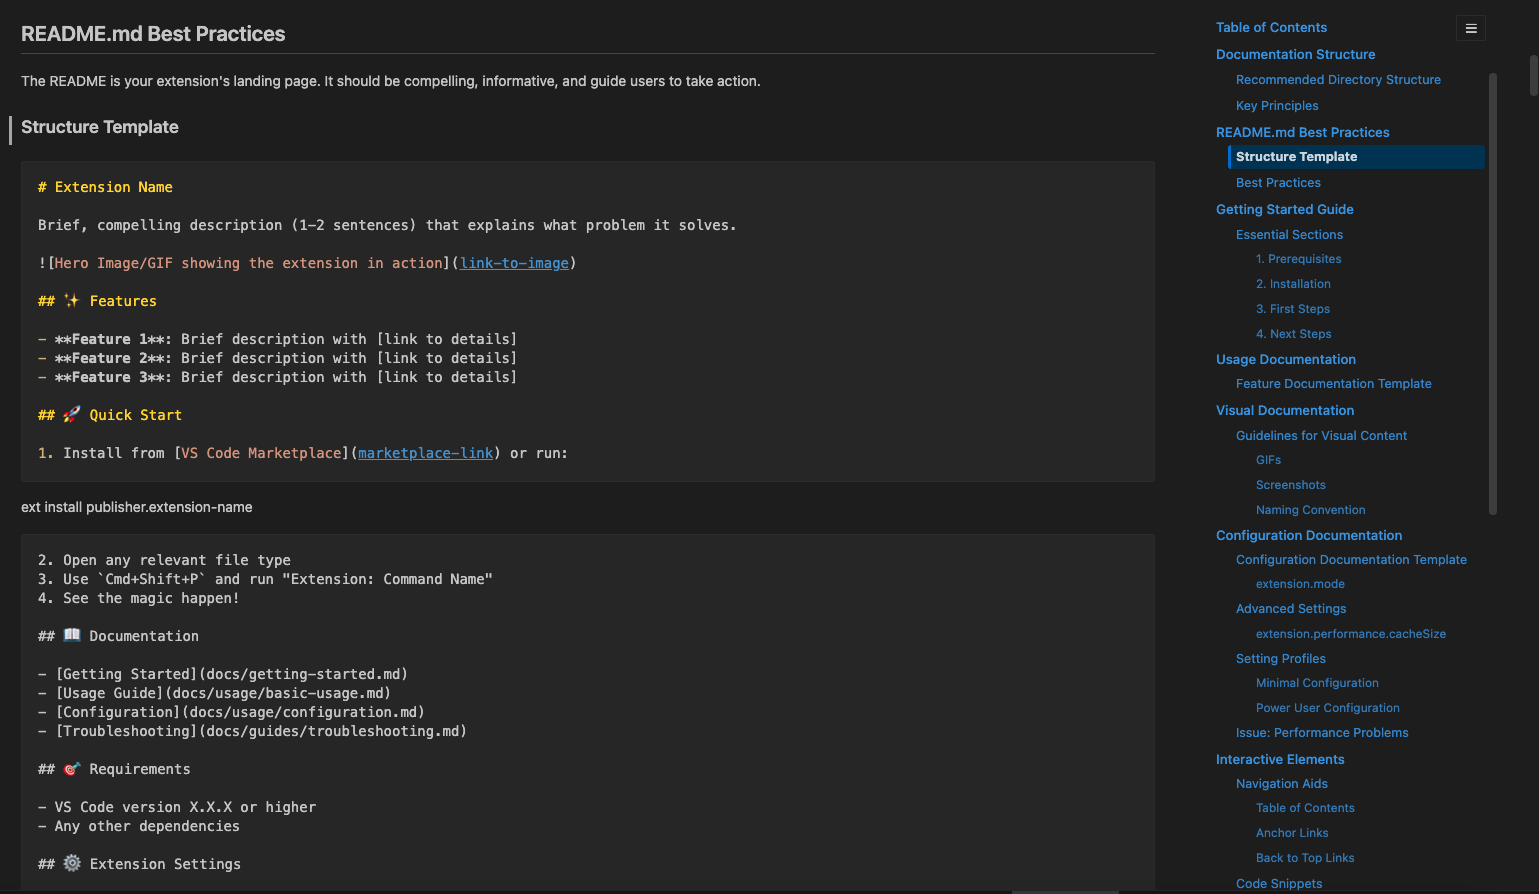 README.md Best Practices
The README is your extension's landing page. It should be compelling, informative, and guide users to take action.
Structure Template
# Extension Name
Brief, compelling description (1-2 sentences) that explains what problem it solves.
![Hero Image/GIF showing the extension in action](link-to-image)
## ✨ Features
- **Feature 1**: Brief description with [link to details]
- **Feature 2**: Brief description with [link to details]
- **Feature 3**: Brief description with [link to details]
## 🚀 Quick Start
1. Install from [VS Code Marketplace](marketplace-link) or run:
ext install publisher.extension-name
2. Open any relevant file type
3. Use `Cmd+Shift+P` and run "Extension: Command Name"
4. See the magic happen!
## 📖 Documentation
- [Getting Started](docs/getting-started.md)
- [Usage Guide](docs/usage/basic-usage.md)
- [Configuration](docs/usage/configuration.md)
- [Troubleshooting](docs/guides/troubleshooting.md)
## 🎯 Requirements
- VS Code version X.X.X or higher
- Any other dependencies
## ⚙️ Extension Settings
Table of Contents
Documentation Structure
Recommended Directory Structure
Key Principles
README.md Best Practices
Structure Template
Best Practices
Getting Started Guide
Essential Sections
1. Prerequisites
2. Installation
3. First Steps
4. Next Steps
Usage Documentation
Feature Documentation Template
Visual Documentation
Guidelines for Visual Content
GIFs
Screenshots
Naming Convention
Configuration Documentation
Configuration Documentation Template
extension.mode
Advanced Settings
extension.performance.cacheSize
Setting Profiles
Minimal Configuration
Power User Configuration
Issue: Performance Problems
Interactive Elements
Navigation Aids
Table of Contents
Anchor Links
Back to Top Links
Code Snippets